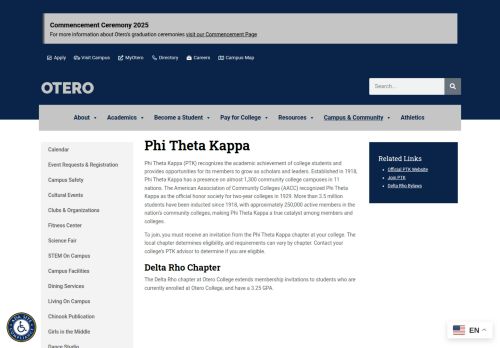 Commencement Ceremony 2025
For more information about Otero's graduation ceremonies visit our Commencement Page
Apply Visit Campus MyOtero Directory Careers Campus Map
OTERO
Search...
About Academics Become a Student Pay for College Resources Campus & Community Athletics
Calendar
Event Requests & Registration
Campus Safety
Cultural Events
Clubs & Organizations
Fitness Center
Science Fair
STEM On Campus
Campus Facilities
Dining Services
Living On Campus
Chinook Publication
Girls in the Middle
Dance Studio
Phi Theta Kappa
Phi Theta Kappa (PTK) recognizes the academic achievement of college students and
provides opportunities for its members to grow as scholars and leaders. Established in 1918,
Phi Theta Kappa has a presence on almost 1,300 community college campuses in 11
nations. The American Association of Community Colleges (AACC) recognized Phi Theta
Kappa as the official honor society for two-year colleges in 1929. More than 3.5 million
students have been inducted since 1918, with approximately 250,000 active members in the
nation's community colleges, making Phi Theta Kappa a true catalyst among members and
colleges.
To join, you must receive an invitation from the Phi Theta Kappa chapter at your college. The
local chapter determines eligibility, and requirements can vary by chapter. Contact your
college's PTK advisor to determine if you are eligible.
Delta Rho Chapter
The Delta Rho chapter at Otero College extends membership invitations to students who are
currently enrolled at Otero College, and have a 3.25 GPA.
Related Links
Official PTK Website
Join PTK
Delta Rho Bylaws
EN